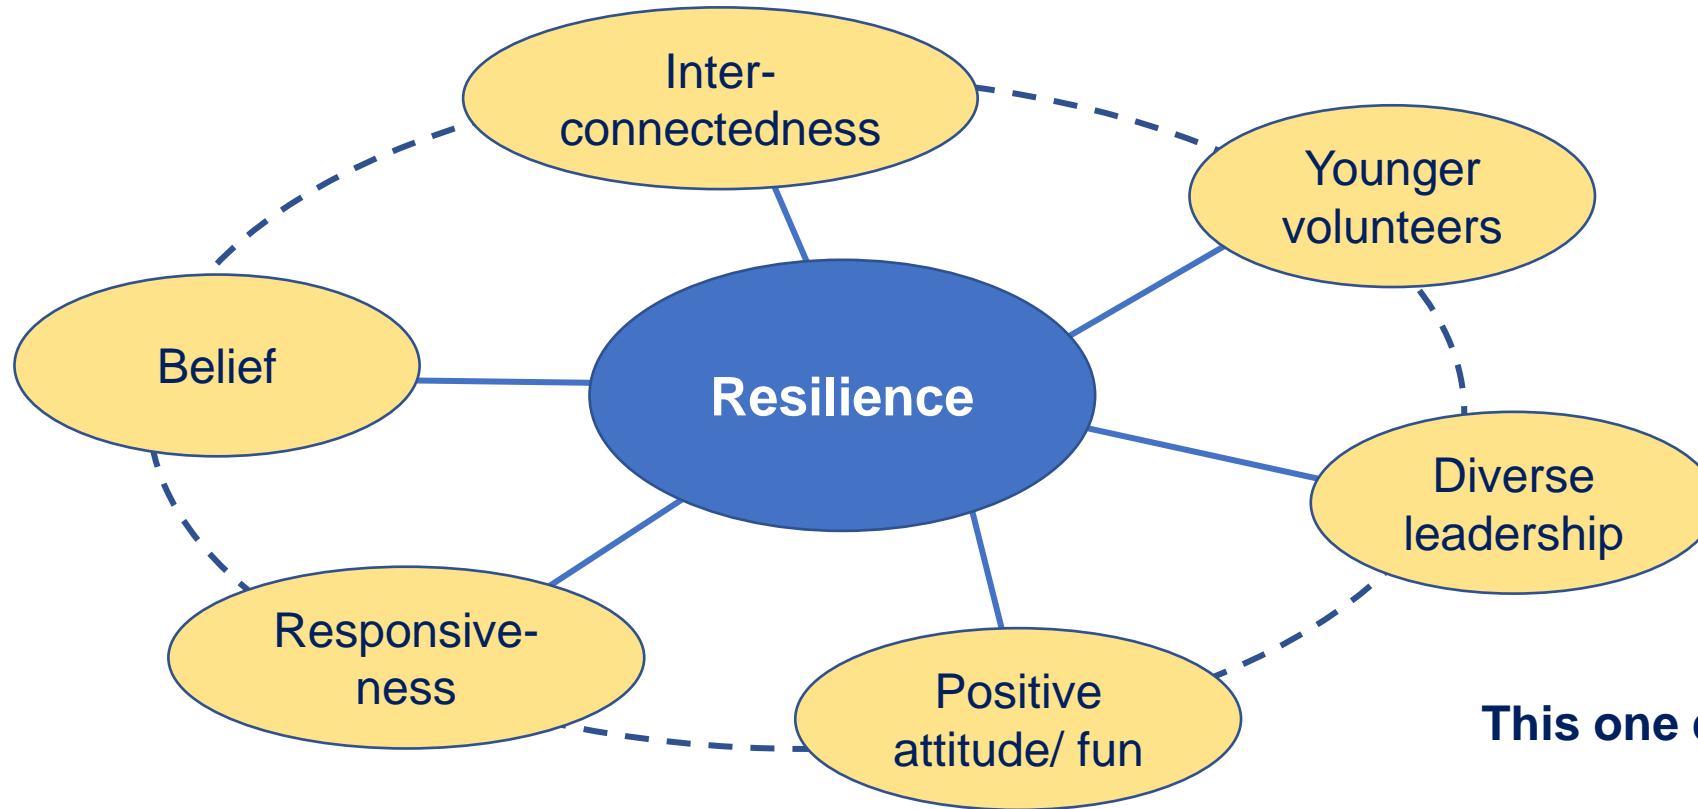 Inter-
connectedness
Younger
volunteers
Belief
Resilience
Diverse
leadership
Responsive-
ness
Positive
attitude/ fun
This one